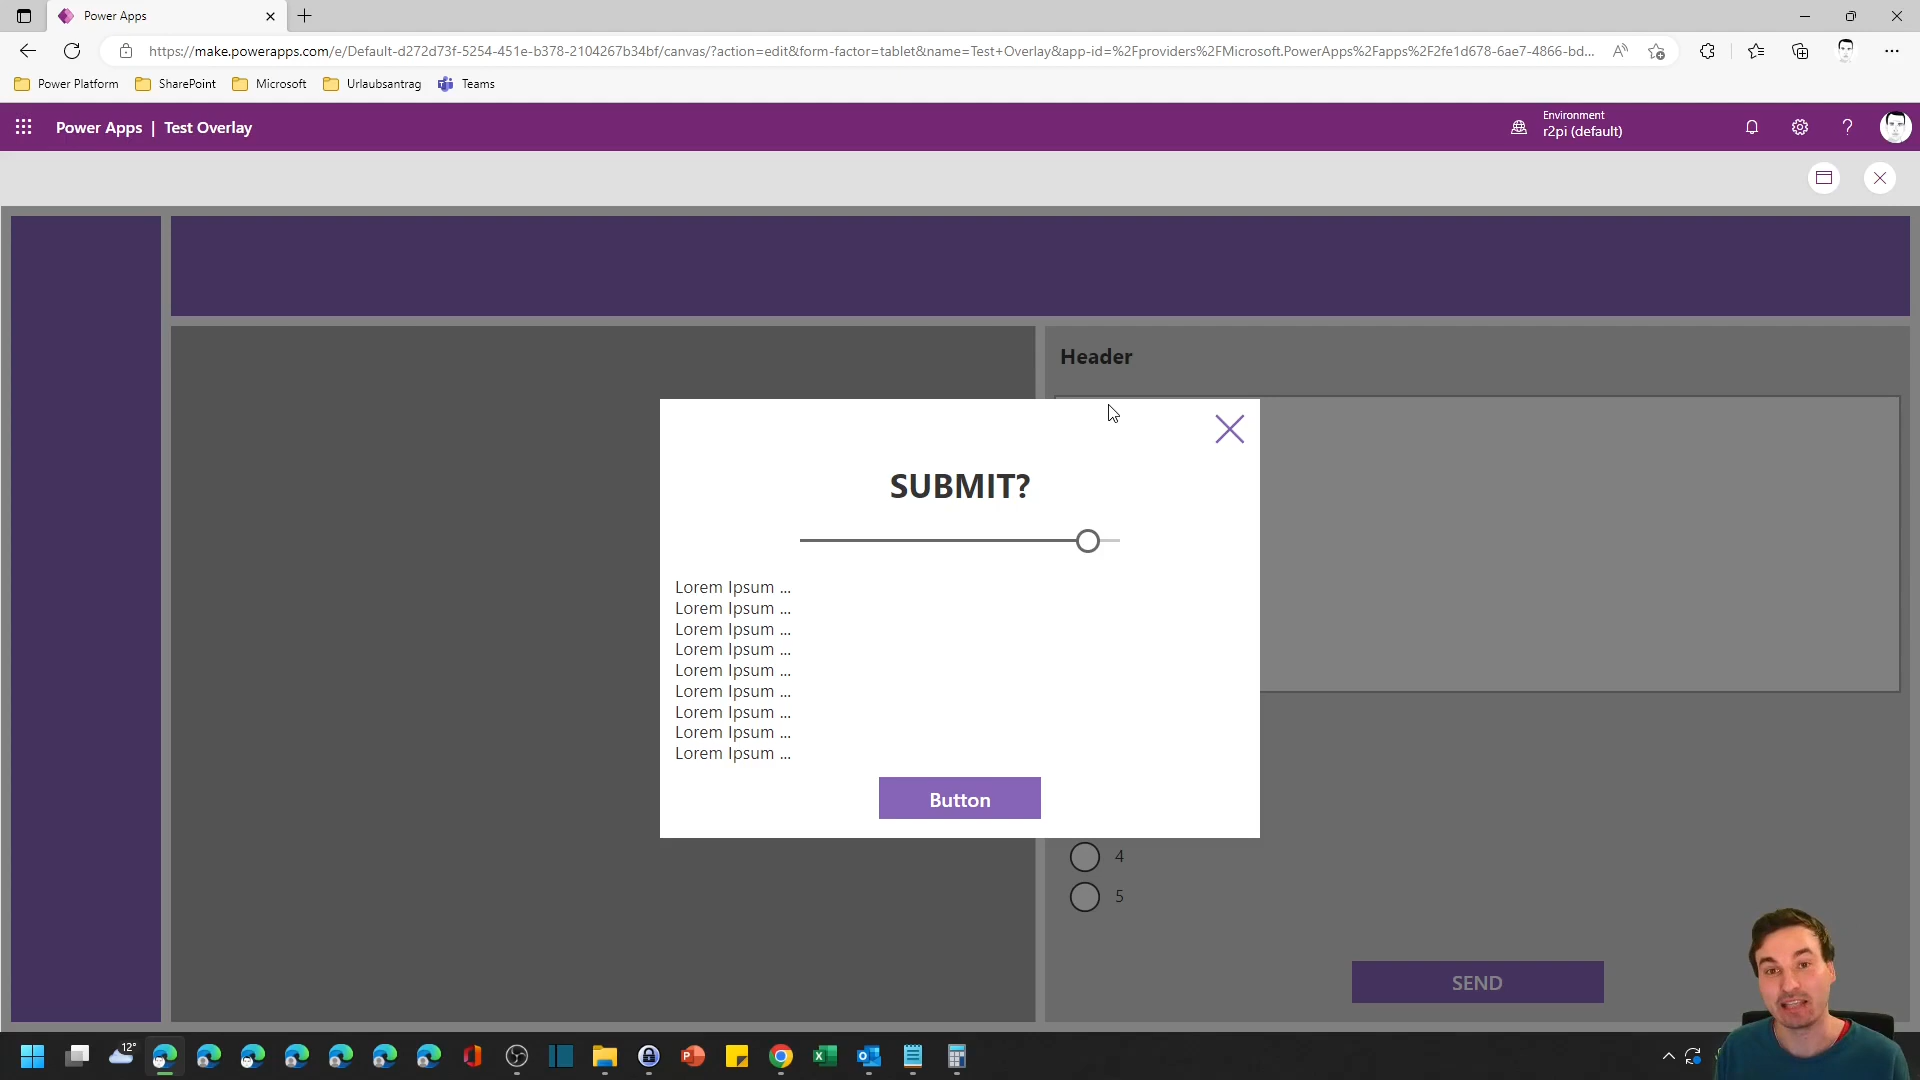 Power Apps
https://make.powerapps.com/e/Default-d272d73f-5254-451e-b378-2104267b34bf/canvas/?action=edit&form-factor=tablet&name=Test+Overlay&app-id=%2Fproviders%2FMicrosoft.PowerApps%2Fapps%2F2fe1d678-6ae7-4866-bd...
Power Platform SharePoint Microsoft Urlaubsantrag Teams
Power Apps | Test Overlay
Environment
r2pi (default)
Header
SUBMIT?
Lorem Ipsum ...
Lorem Ipsum ...
Lorem Ipsum ...
Lorem Ipsum ...
Lorem Ipsum ...
Lorem Ipsum ...
Lorem Ipsum ...
Lorem Ipsum ...
Lorem Ipsum ...
Button
4
5
SEND
12°